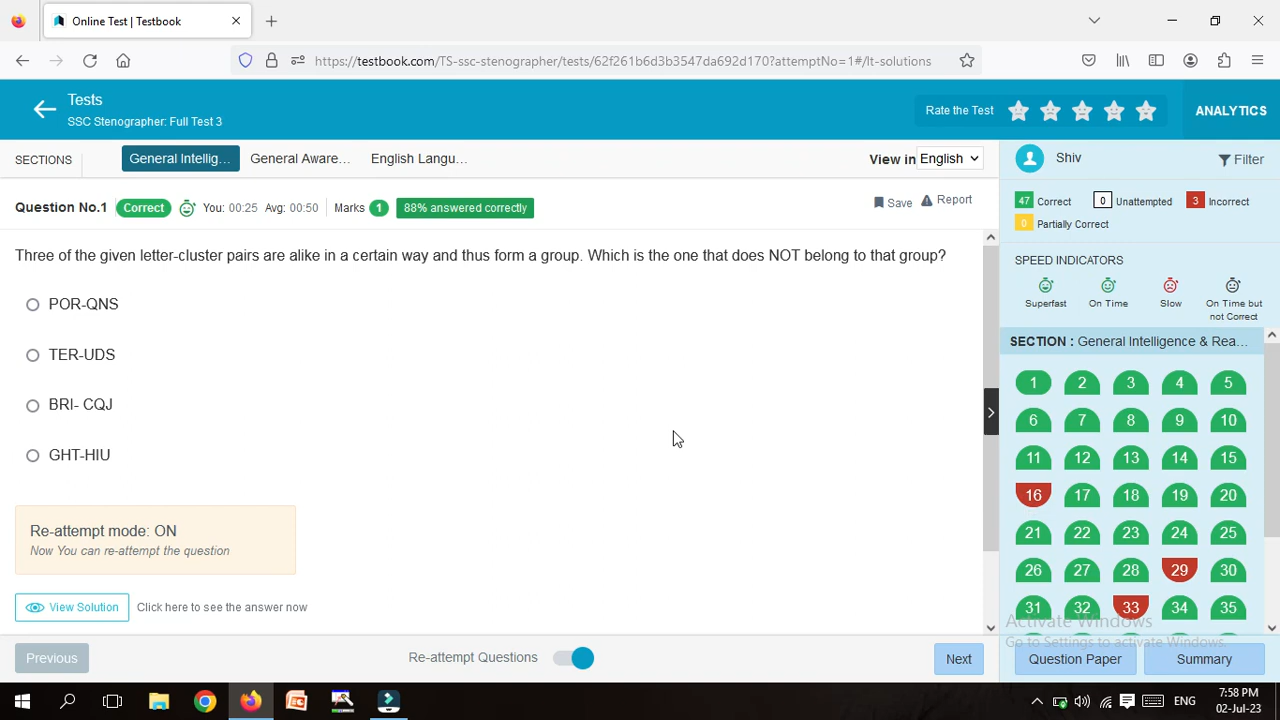 Online Test | Testbook
https://testbook.com/TS-ssc-stenographer/tests/62f261b6d3b3547da692d170?attemptNo=1#/lt-solutions
Tests
SSC Stenographer: Full Test 3
Rate the Test
ANALYTICS
SECTIONS
General Intellig...
General Aware...
English Langu...
View in English
Shiv
Filter
Question No.1 Correct You: 00:25 Avg: 00:50 Marks 1 88% answered correctly
Save Report
47 Correct 0 Unattempted 3 Incorrect
0 Partially Correct
Three of the given letter-cluster pairs are alike in a certain way and thus form a group. Which is the one that does NOT belong to that group?
POR-QNS
TER-UDS
BRI- CQJ
GHT-HIU
SPEED INDICATORS
Superfast On Time Slow On Time but
not Correct
SECTION : General Intelligence & Rea...
1 2 3 4 5
6 7 8 9 10
11 12 13 14 15
16 17 18 19 20
21 22 23 24 25
26 27 28 29 30
31 32 33 34 35
Re-attempt mode: ON
Now You can re-attempt the question
View Solution Click here to see the answer now
Activate Windows
Go to Settings to activate Windows.
Previous
Re-attempt Questions
Next
Question Paper
Summary
ENG
7:58 PM
02-Jul-23